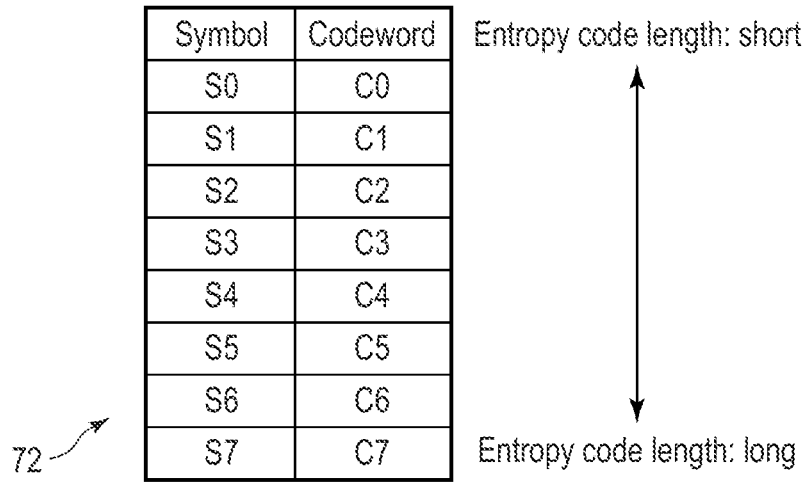 Symbol Codeword Entropy code length: short
S0 C0
S1 C1
S2 C2
S3 C3
S4 C4
S5 C5
S6 C6
S7 C7 Entropy code length: long
72